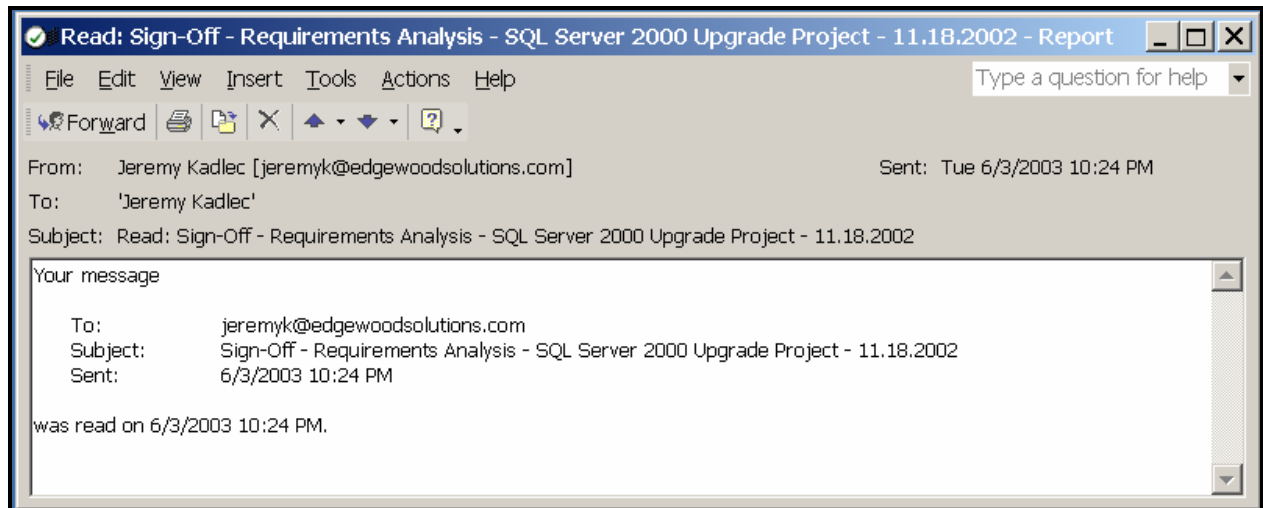 Read: Sign-Off - Requirements Analysis - SQL Server 2000 Upgrade Project - 11.18.2002 - Report
File Edit View Insert Tools Actions Help Type a question for help
Forward
From: Jeremy Kadlec [jeremyk@edgewoodsolutions.com] Sent: Tue 6/3/2003 10:24 PM
To: 'Jeremy Kadlec'
Subject: Read: Sign-Off - Requirements Analysis - SQL Server 2000 Upgrade Project - 11.18.2002
Your message
To: jeremyk@edgewoodsolutions.com
Subject: Sign-Off - Requirements Analysis - SQL Server 2000 Upgrade Project - 11.18.2002
Sent: 6/3/2003 10:24 PM
was read on 6/3/2003 10:24 PM.